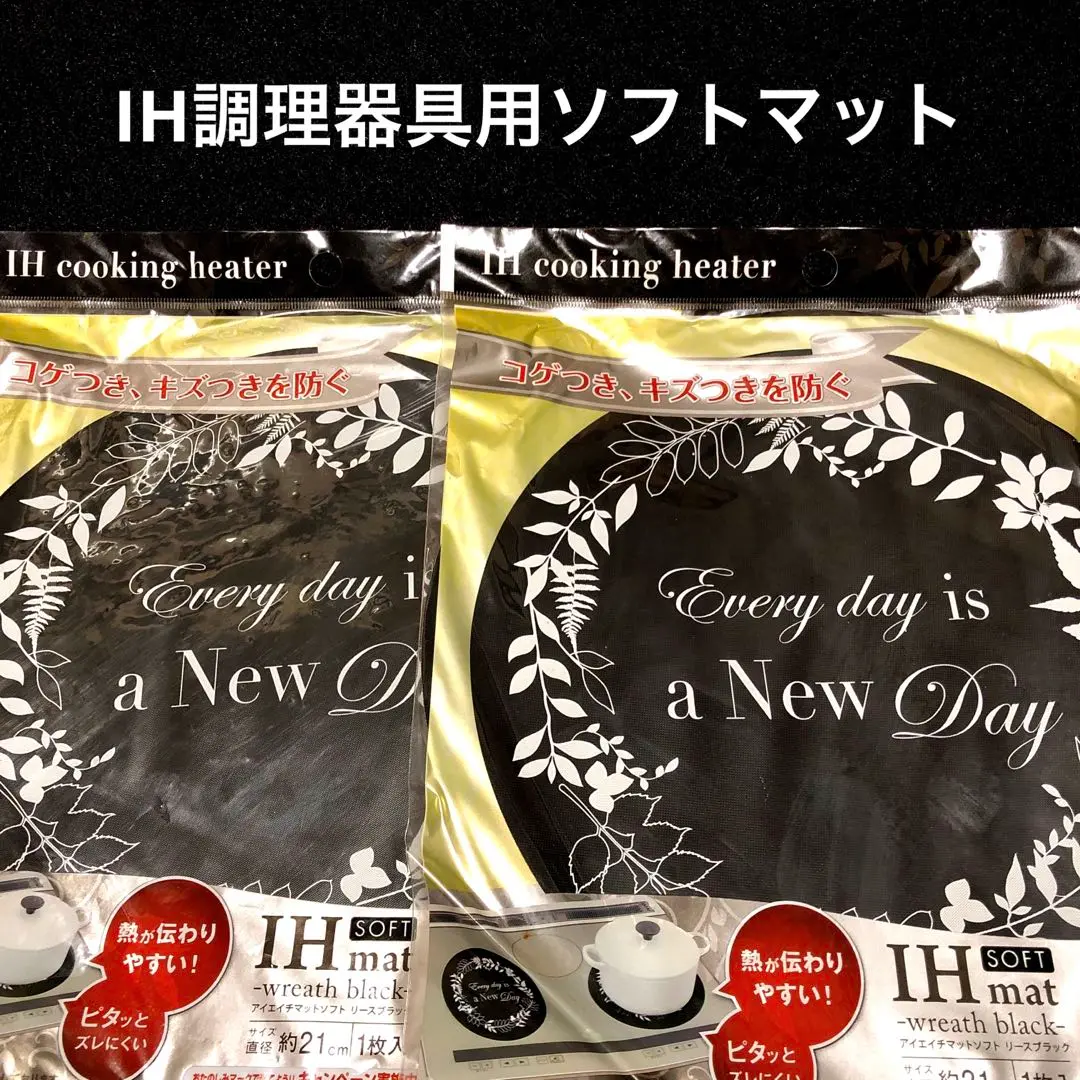 IH調理器具用ソフトマット
IH cooking heater
コゲつき、キズつきを防ぐ
Every day is
a New Day
熱が伝わり
やすい!
ピタッと
ズレにくい
IH SOFT
mat
-wreath black-
アイエイチマットソフト リースブラック
サイズ
直径 約21cm 1枚入
IH cooking heater
コゲつき、キズつきを防ぐ
Every day is
a New Day
Every day is
a New Day
熱が伝わり
やすい!
ピタッと
ズレにくい
IH SOFT
mat
-wreath black-
アイエイチマットソフト リースブラック
サイズ
約21